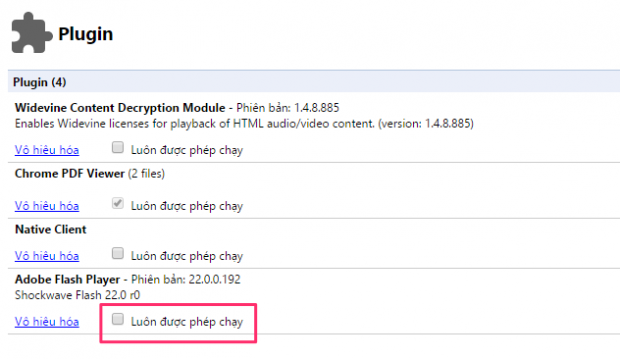 Plugin
Plugin (4)
Widevine Content Decryption Module - Phiên bản: 1.4.8.885
Enables Widevine licenses for playback of HTML audio/video content. (version: 1.4.8.885)
Vô hiệu hóa Luôn được phép chạy
Chrome PDF Viewer (2 files)
Vô hiệu hóa Luôn được phép chạy
Native Client
Vô hiệu hóa Luôn được phép chạy
Adobe Flash Player - Phiên bản: 22.0.0.192
Shockwave Flash 22.0 r0
Vô hiệu hóa Luôn được phép chạy